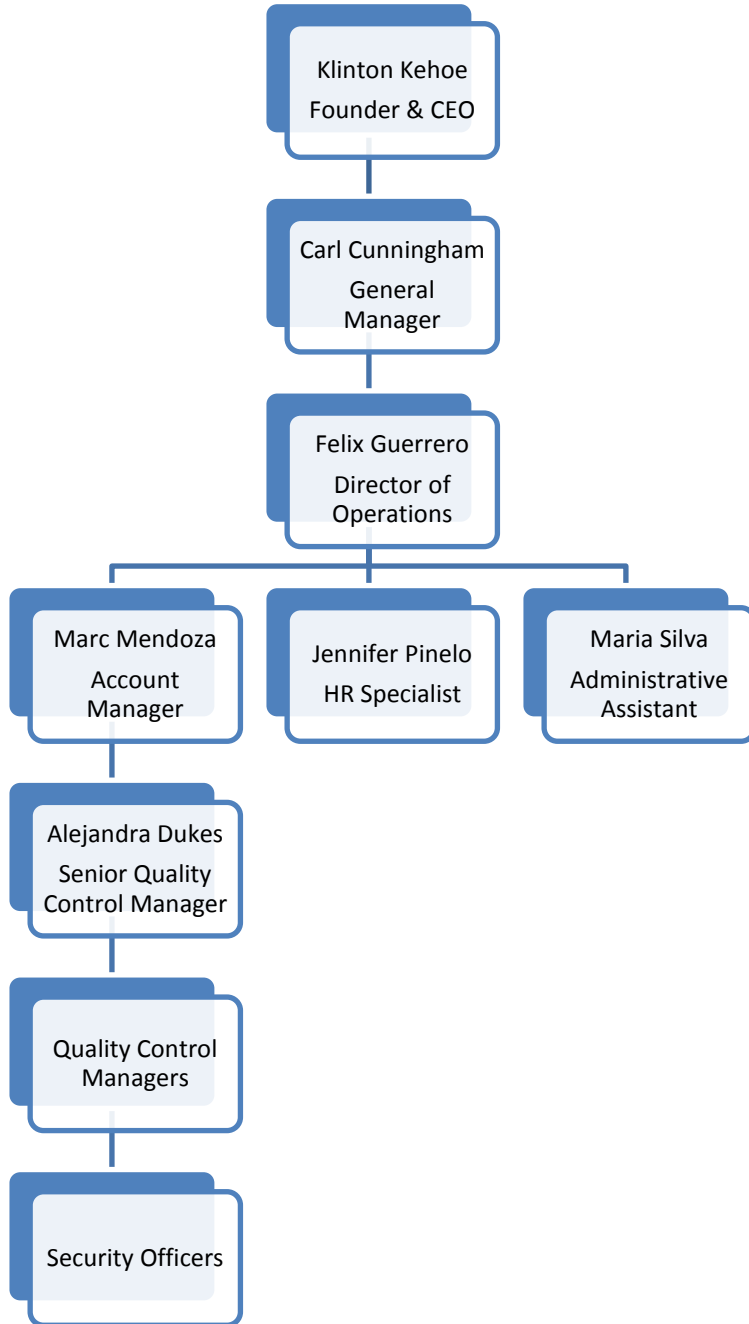 Klinton Kehoe
Founder & CEO
Carl Cunningham
General
Manager
Felix Guerrero
Director of
Operations
Marc Mendoza
Account
Manager
Jennifer Pinelo
HR Specialist
Maria Silva
Administrative
Assistant
Alejandra Dukes
Senior Quality
Control Manager
Quality Control
Managers
Security Officers